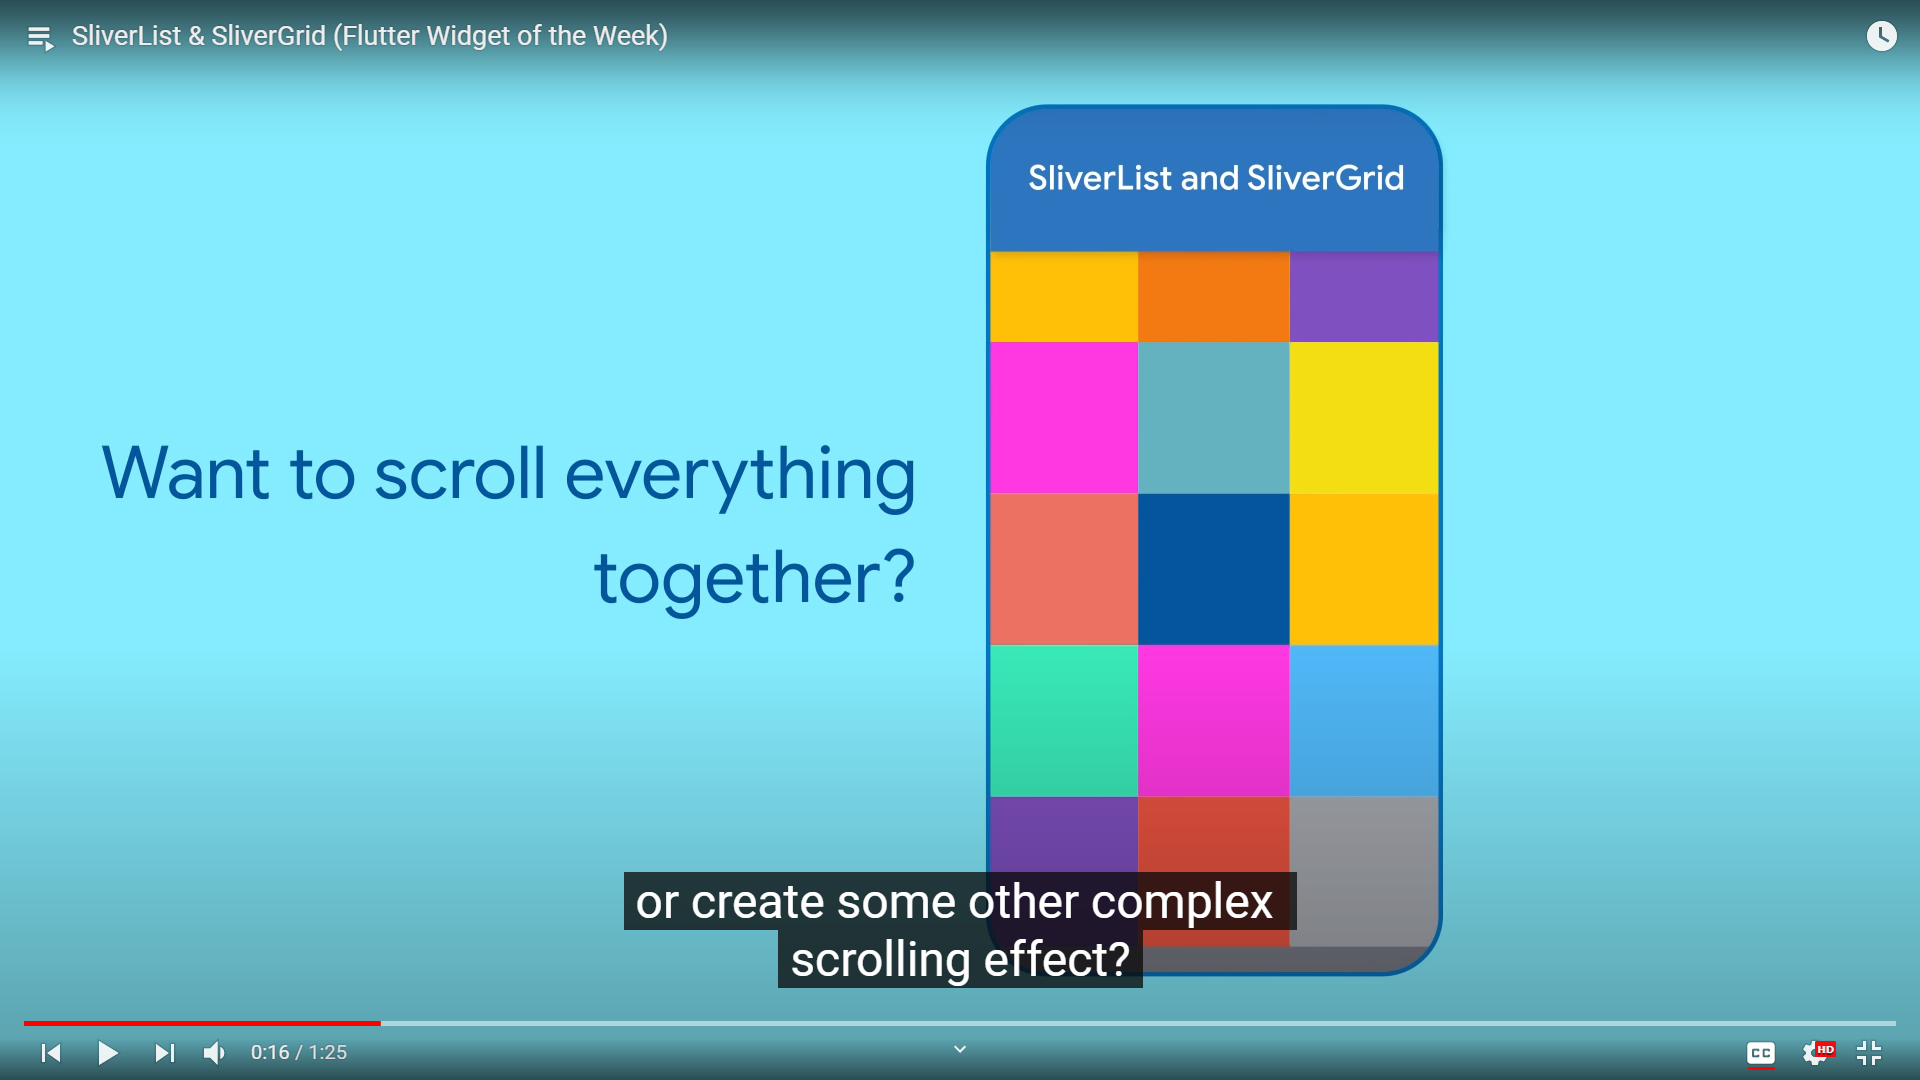 SliverList & SliverGrid (Flutter Widget of the Week)
SliverList and SliverGrid
Want to scroll everything
together?
or create some other complex
scrolling effect?
0:16 / 1:25
CC
HD